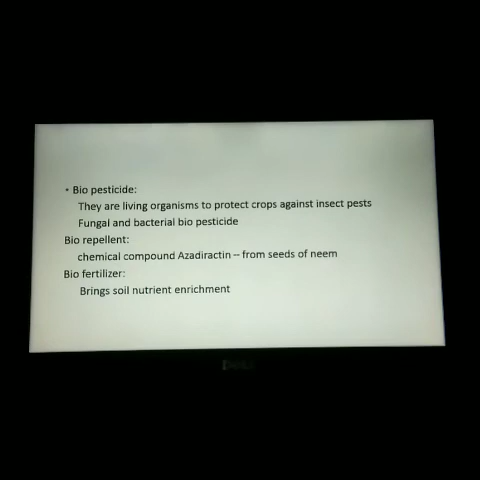 • Bio pesticide:
They are living organisms to protect crops against insect pests
Fungal and bacterial bio pesticide
Bio repellent:
chemical compound Azadiractin – from seeds of neem
Bio fertilizer:
Brings soil nutrient enrichment
DELL